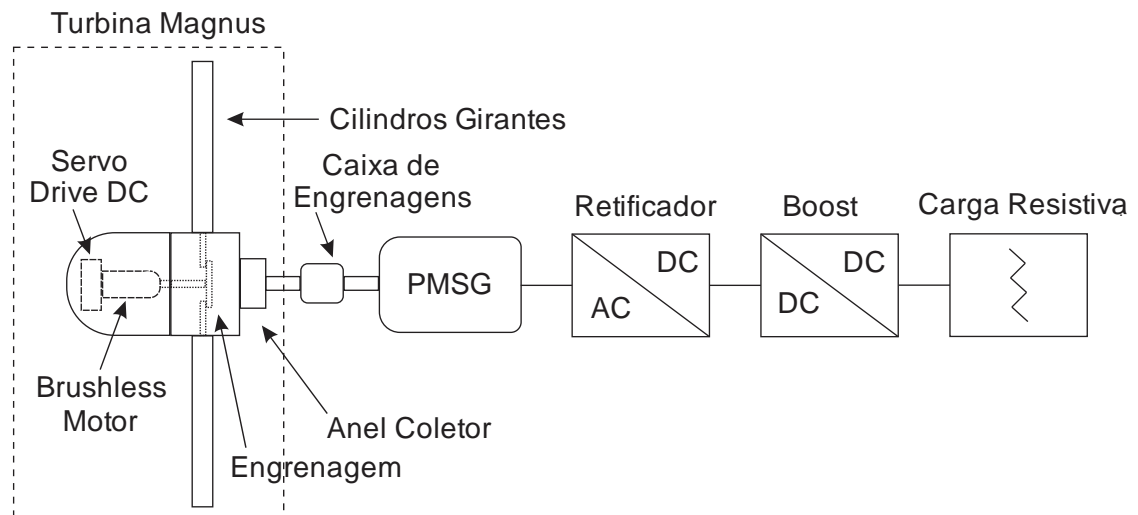 Turbina Magnus
Cilindros Girantes
Servo
Drive DC
Caixa de
Engrenagens
Retificador
Boost
Carga Resistiva
PMSG
DC
AC
DC
DC
Brushless
Motor
Anel Coletor
Engrenagem